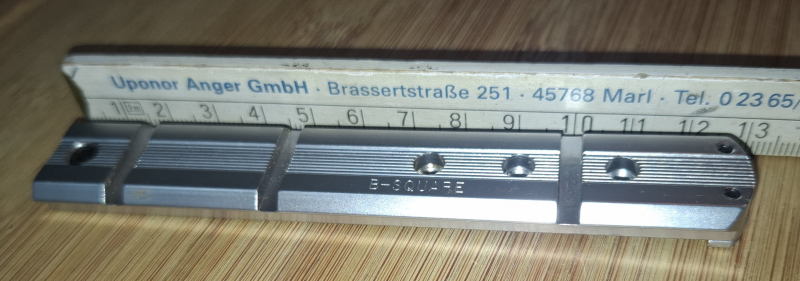 Uponor Anger GmbH · Brassertstraße 251 · 45768 Marl · Tel. 0 23 65/
1 2 3 4 5 6 7 8 9 10 11 12 13
B-SQUARE